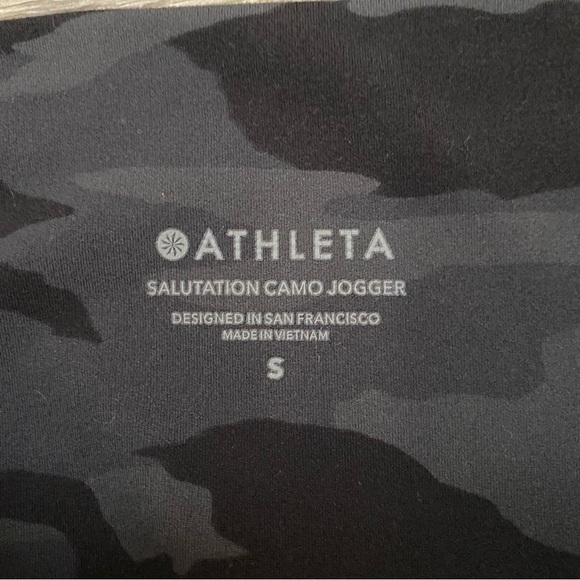 ATHLETA
SALUTATION CAMO JOGGER
DESIGNED IN SAN FRANCISCO
MADE IN VIETNAM
S